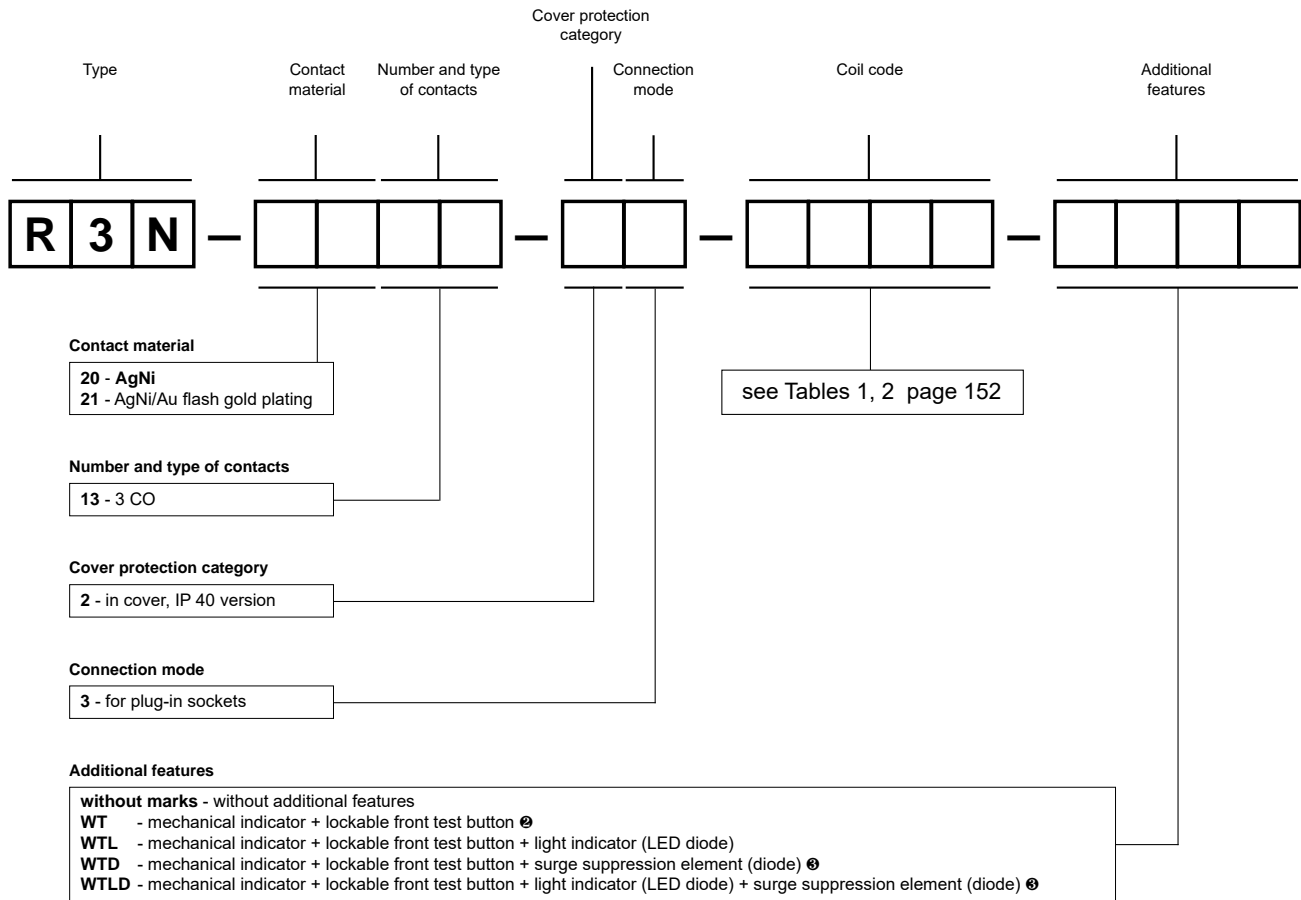 Cover protection
category
Type
Contact
material
Number and type
of contacts
Connection
mode
Coil code
Additional
features
R 3 N – – – –
Contact material
20 - AgNi
21 - AgNi/Au flash gold plating
see Tables 1, 2 page 152
Number and type of contacts
13 - 3 CO
Cover protection category
2 - in cover, IP 40 version
Connection mode
3 - for plug-in sockets
Additional features
without marks - without additional features
WT - mechanical indicator + lockable front test button ❷
WTL - mechanical indicator + lockable front test button + light indicator (LED diode)
WTD - mechanical indicator + lockable front test button + surge suppression element (diode) ❸
WTLD - mechanical indicator + lockable front test button + light indicator (LED diode) + surge suppression element (diode) ❸